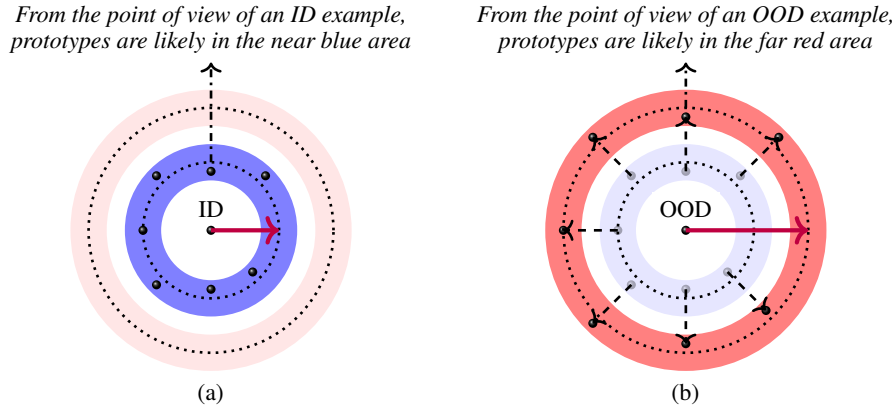 From the point of view of an ID example,
prototypes are likely in the near blue area
ID
(a)
From the point of view of an OOD example,
prototypes are likely in the far red area
OOD
(b)